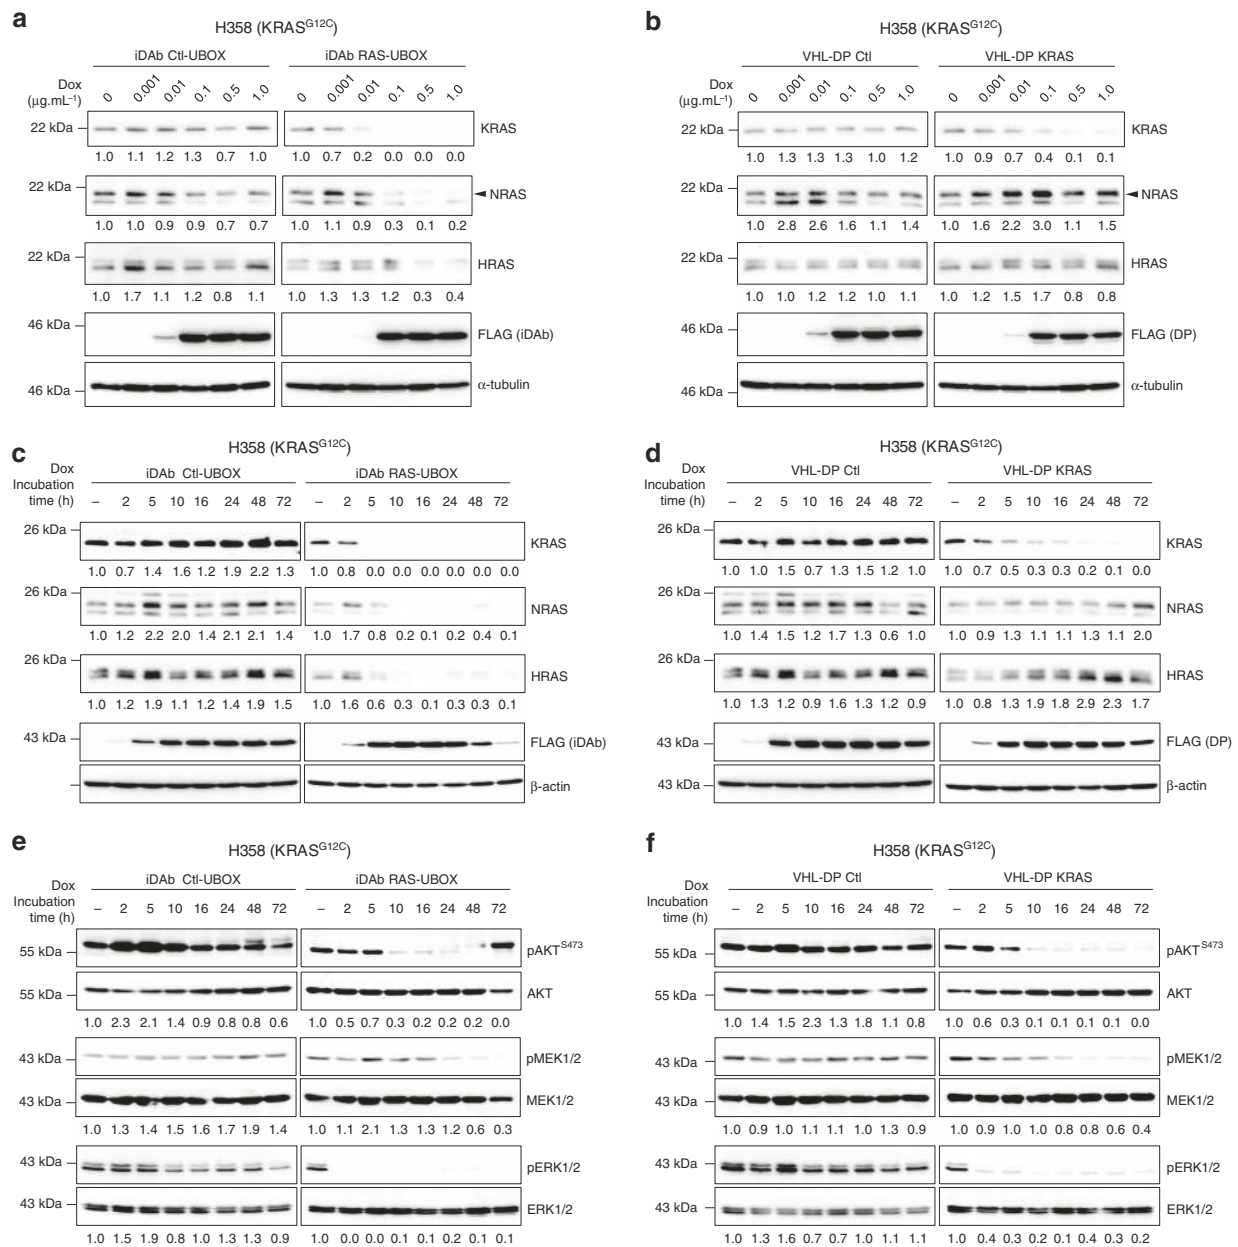 a
H358 (KRASG12C)
iDAb Ctl-UBOX iDAb RAS-UBOX
Dox (μg.mL–1) 0 0.001 0.01 0.1 0.5 1.0 0 0.001 0.01 0.1 0.5 1.0
22 kDa KRAS
1.0 1.1 1.2 1.3 0.7 1.0 1.0 0.7 0.2 0.0 0.0 0.0
22 kDa NRAS
1.0 1.0 0.9 0.9 0.7 0.7 1.0 1.1 0.9 0.3 0.1 0.2
22 kDa HRAS
1.0 1.7 1.1 1.2 0.8 1.1 1.0 1.3 1.3 1.2 0.3 0.4
46 kDa FLAG (iDAb)
46 kDa α-tubulin
b
H358 (KRASG12C)
VHL-DP Ctl VHL-DP KRAS
Dox (μg.mL–1) 0 0.001 0.01 0.1 0.5 1.0 0 0.001 0.01 0.1 0.5 1.0
22 kDa KRAS
1.0 1.3 1.3 1.3 1.0 1.2 1.0 0.9 0.7 0.4 0.1 0.1
22 kDa NRAS
1.0 2.8 2.6 1.6 1.1 1.4 1.0 1.6 2.2 3.0 1.1 1.5
22 kDa HRAS
1.0 1.0 1.2 1.2 1.0 1.1 1.0 1.2 1.5 1.7 0.8 0.8
46 kDa FLAG (DP)
46 kDa α-tubulin
c
H358 (KRASG12C)
iDAb Ctl-UBOX iDAb RAS-UBOX
Dox
Incubation
time (h) – 2 5 10 16 24 48 72 – 2 5 10 16 24 48 72
26 kDa KRAS
1.0 0.7 1.4 1.6 1.2 1.9 2.2 1.3 1.0 0.8 0.0 0.0 0.0 0.0 0.0 0.0
26 kDa NRAS
1.0 1.2 2.2 2.0 1.4 2.1 2.1 1.4 1.0 1.7 0.8 0.2 0.1 0.2 0.4 0.1
26 kDa HRAS
1.0 1.2 1.9 1.1 1.2 1.4 1.9 1.5 1.0 1.6 0.6 0.3 0.1 0.3 0.3 0.1
43 kDa FLAG (iDAb)
β-actin
d
H358 (KRASG12C)
VHL-DP Ctl VHL-DP KRAS
Dox
Incubation
time (h) – 2 5 10 16 24 48 72 – 2 5 10 16 24 48 72
26 kDa KRAS
1.0 1.0 1.5 0.7 1.3 1.5 1.2 1.0 1.0 0.7 0.5 0.3 0.3 0.2 0.1 0.0
26 kDa NRAS
1.0 1.4 1.5 1.2 1.7 1.3 0.6 1.0 1.0 0.9 1.3 1.1 1.1 1.3 1.1 2.0
26 kDa HRAS
1.0 1.3 1.2 0.9 1.2 1.3 1.2 0.9 1.0 0.8 1.3 1.9 1.8 2.9 2.3 1.7
43 kDa FLAG (DP)
43 kDa β-actin
e
H358 (KRASG12C)
iDAb Ctl-UBOX iDAb RAS-UBOX
Dox
Incubation
time (h) – 2 5 10 16 24 48 72 – 2 5 10 16 24 48 72
55 kDa pAKTS473
55 kDa AKT
1.0 2.3 2.1 1.4 0.9 0.8 0.8 0.6 1.0 0.5 0.7 0.3 0.2 0.2 0.2 0.0
43 kDa pMEK1/2
43 kDa MEK1/2
1.0 1.3 1.4 1.5 1.6 1.7 1.9 1.4 1.0 1.1 2.1 1.3 1.3 1.2 0.6 0.3
43 kDa pERK1/2
43 kDa ERK1/2
1.0 1.5 1.9 0.8 1.0 1.3 1.3 0.9 1.0 0.0 0.0 0.1 0.1 0.2 0.1 0.1
f
H358 (KRASG12C)
VHL-DP Ctl VHL-DP KRAS
Dox
Incubation
time (h) – 2 5 10 16 24 48 72 – 2 5 10 16 24 48 72
55 kDa pAKTS473
55 kDa AKT
1.0 1.4 1.5 2.3 1.3 1.8 1.1 0.8 1.0 0.6 0.3 0.1 0.1 0.1 0.1 0.0
43 kDa pMEK1/2
43 kDa MEK1/2
1.0 0.9 1.0 1.1 1.1 1.0 1.3 0.9 1.0 0.9 1.0 1.0 0.8 0.8 0.6 0.4
43 kDa pERK1/2
43 kDa ERK1/2
1.0 1.3 1.6 0.7 0.7 1.0 1.1 1.1 1.0 0.4 0.3 0.2 0.1 0.4 0.3 0.2